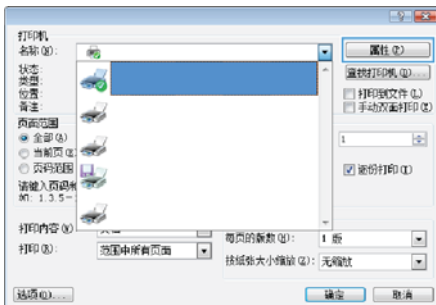 打印机
名称(N):
属性(P)
状态:
类型:
位置:
备注:
查找打印机(D)...
打印到文件(L)
手动双面打印(X)
页面范围
全部(A)
当前页(E)
页码范围
请键入页码
如: 1,3,5-
1
逐份打印(T)
打印内容(W)
打印(R):
范围中所有页面
每页的版数(H):
1 版
按纸张大小缩放(Z):
无缩放
选项(O)...
确定
取消